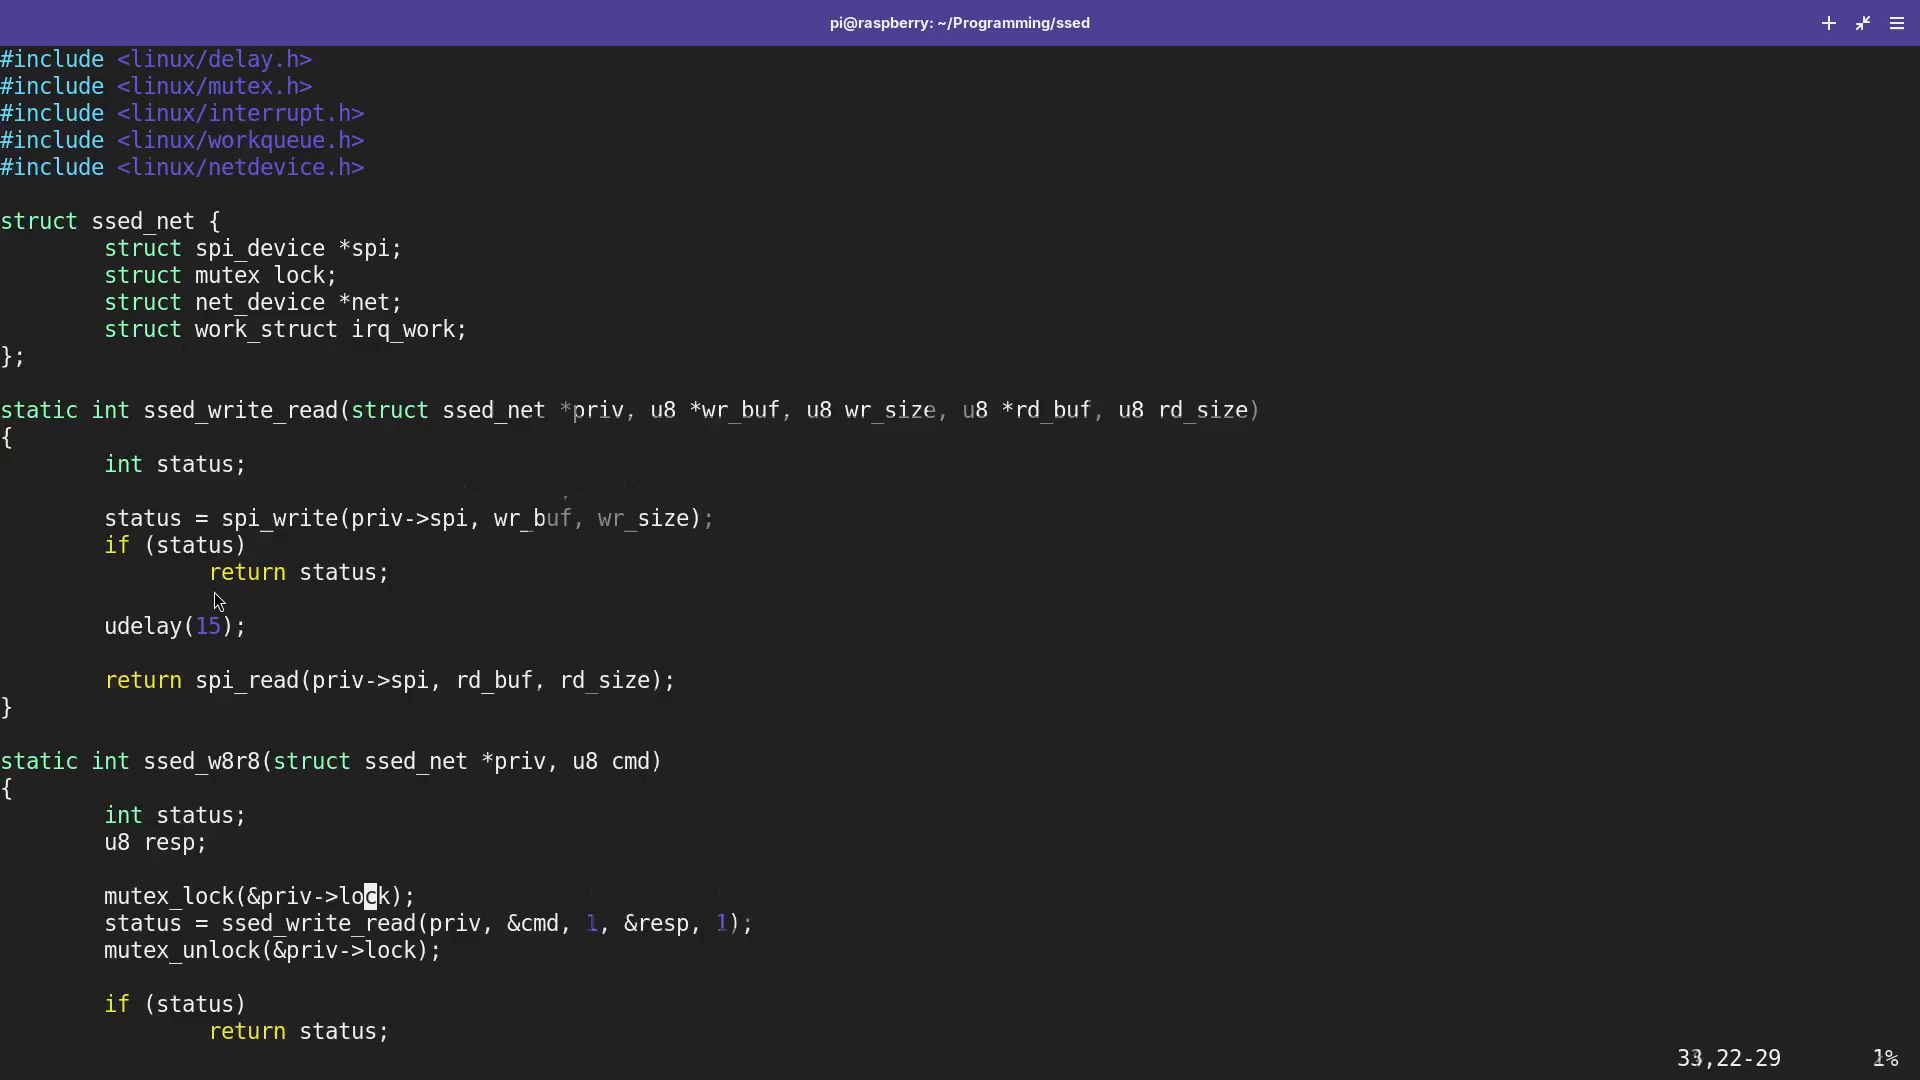 pi@raspberry: ~/Programming/ssed
#include <linux/delay.h>
#include <linux/mutex.h>
#include <linux/interrupt.h>
#include <linux/workqueue.h>
#include <linux/netdevice.h>
struct ssed_net {
struct spi_device *spi;
struct mutex lock;
struct net_device *net;
struct work_struct irq_work;
};
static int ssed_write_read(struct ssed_net *priv, u8 *wr_buf, u8 wr_size, u8 *rd_buf, u8 rd_size)
{
int status;
status = spi_write(priv->spi, wr_buf, wr_size);
if (status)
return status;
udelay(15);
return spi_read(priv->spi, rd_buf, rd_size);
}
static int ssed_w8r8(struct ssed_net *priv, u8 cmd)
{
int status;
u8 resp;
mutex_lock(&priv->lock);
status = ssed_write_read(priv, &cmd, 1, &resp, 1);
mutex_unlock(&priv->lock);
if (status)
return status;
33,22-29 1%